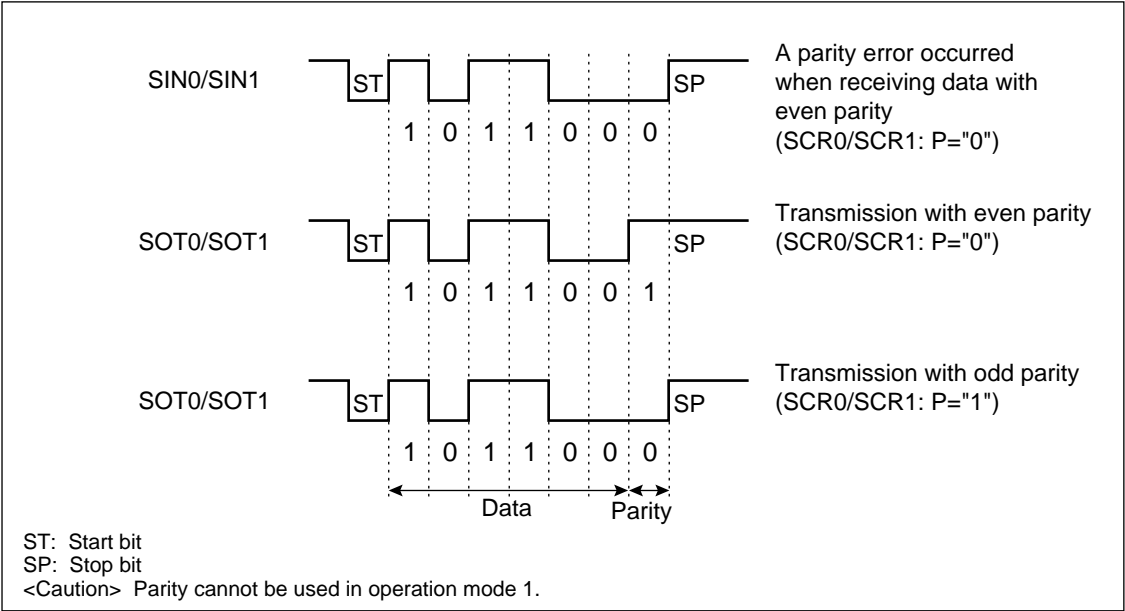 SIN0/SIN1
ST
SP
A parity error occurred
when receiving data with
even parity
(SCR0/SCR1: P="0")
1 0 1 1 0 0 0
SOT0/SOT1
ST
SP
Transmission with even parity
(SCR0/SCR1: P="0")
1 0 1 1 0 0 1
SOT0/SOT1
ST
SP
Transmission with odd parity
(SCR0/SCR1: P="1")
1 0 1 1 0 0 0
Data
Parity
ST: Start bit
SP: Stop bit
<Caution> Parity cannot be used in operation mode 1.